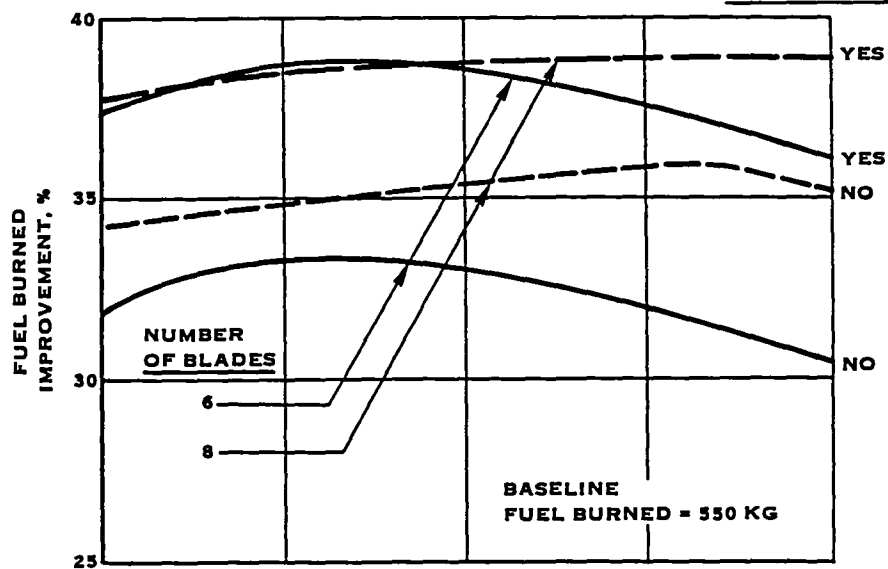 40
YES
YES
35
NO
FUEL BURNED
IMPROVEMENT, %
NUMBER
OF BLADES
30
NO
6
8
BASELINE
FUEL BURNED = 550 KG
25